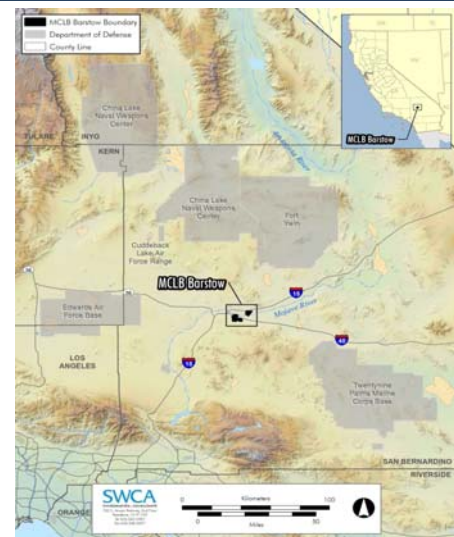 MCLB Barstow Boundary
Department of Defense
County Line
MCLB Barstow
China Lake
Naval Weapons
Center
TULARE
INYO
KERN
China Lake
Naval Weapons
Center
Fort
Irwin
Cuddeback
Lake Air
Force Range
MCLB Barstow
15
Mojave River
Edwards Air
Force Base
40
LOS
ANGELES
15
Twentynine
Palms Marine
Corps Base
SAN BERNARDINO
RIVERSIDE
SWCA
ENVIRONMENTAL CONSULTANTS
Kilometers
0
100
0
50
Miles
ORANGE